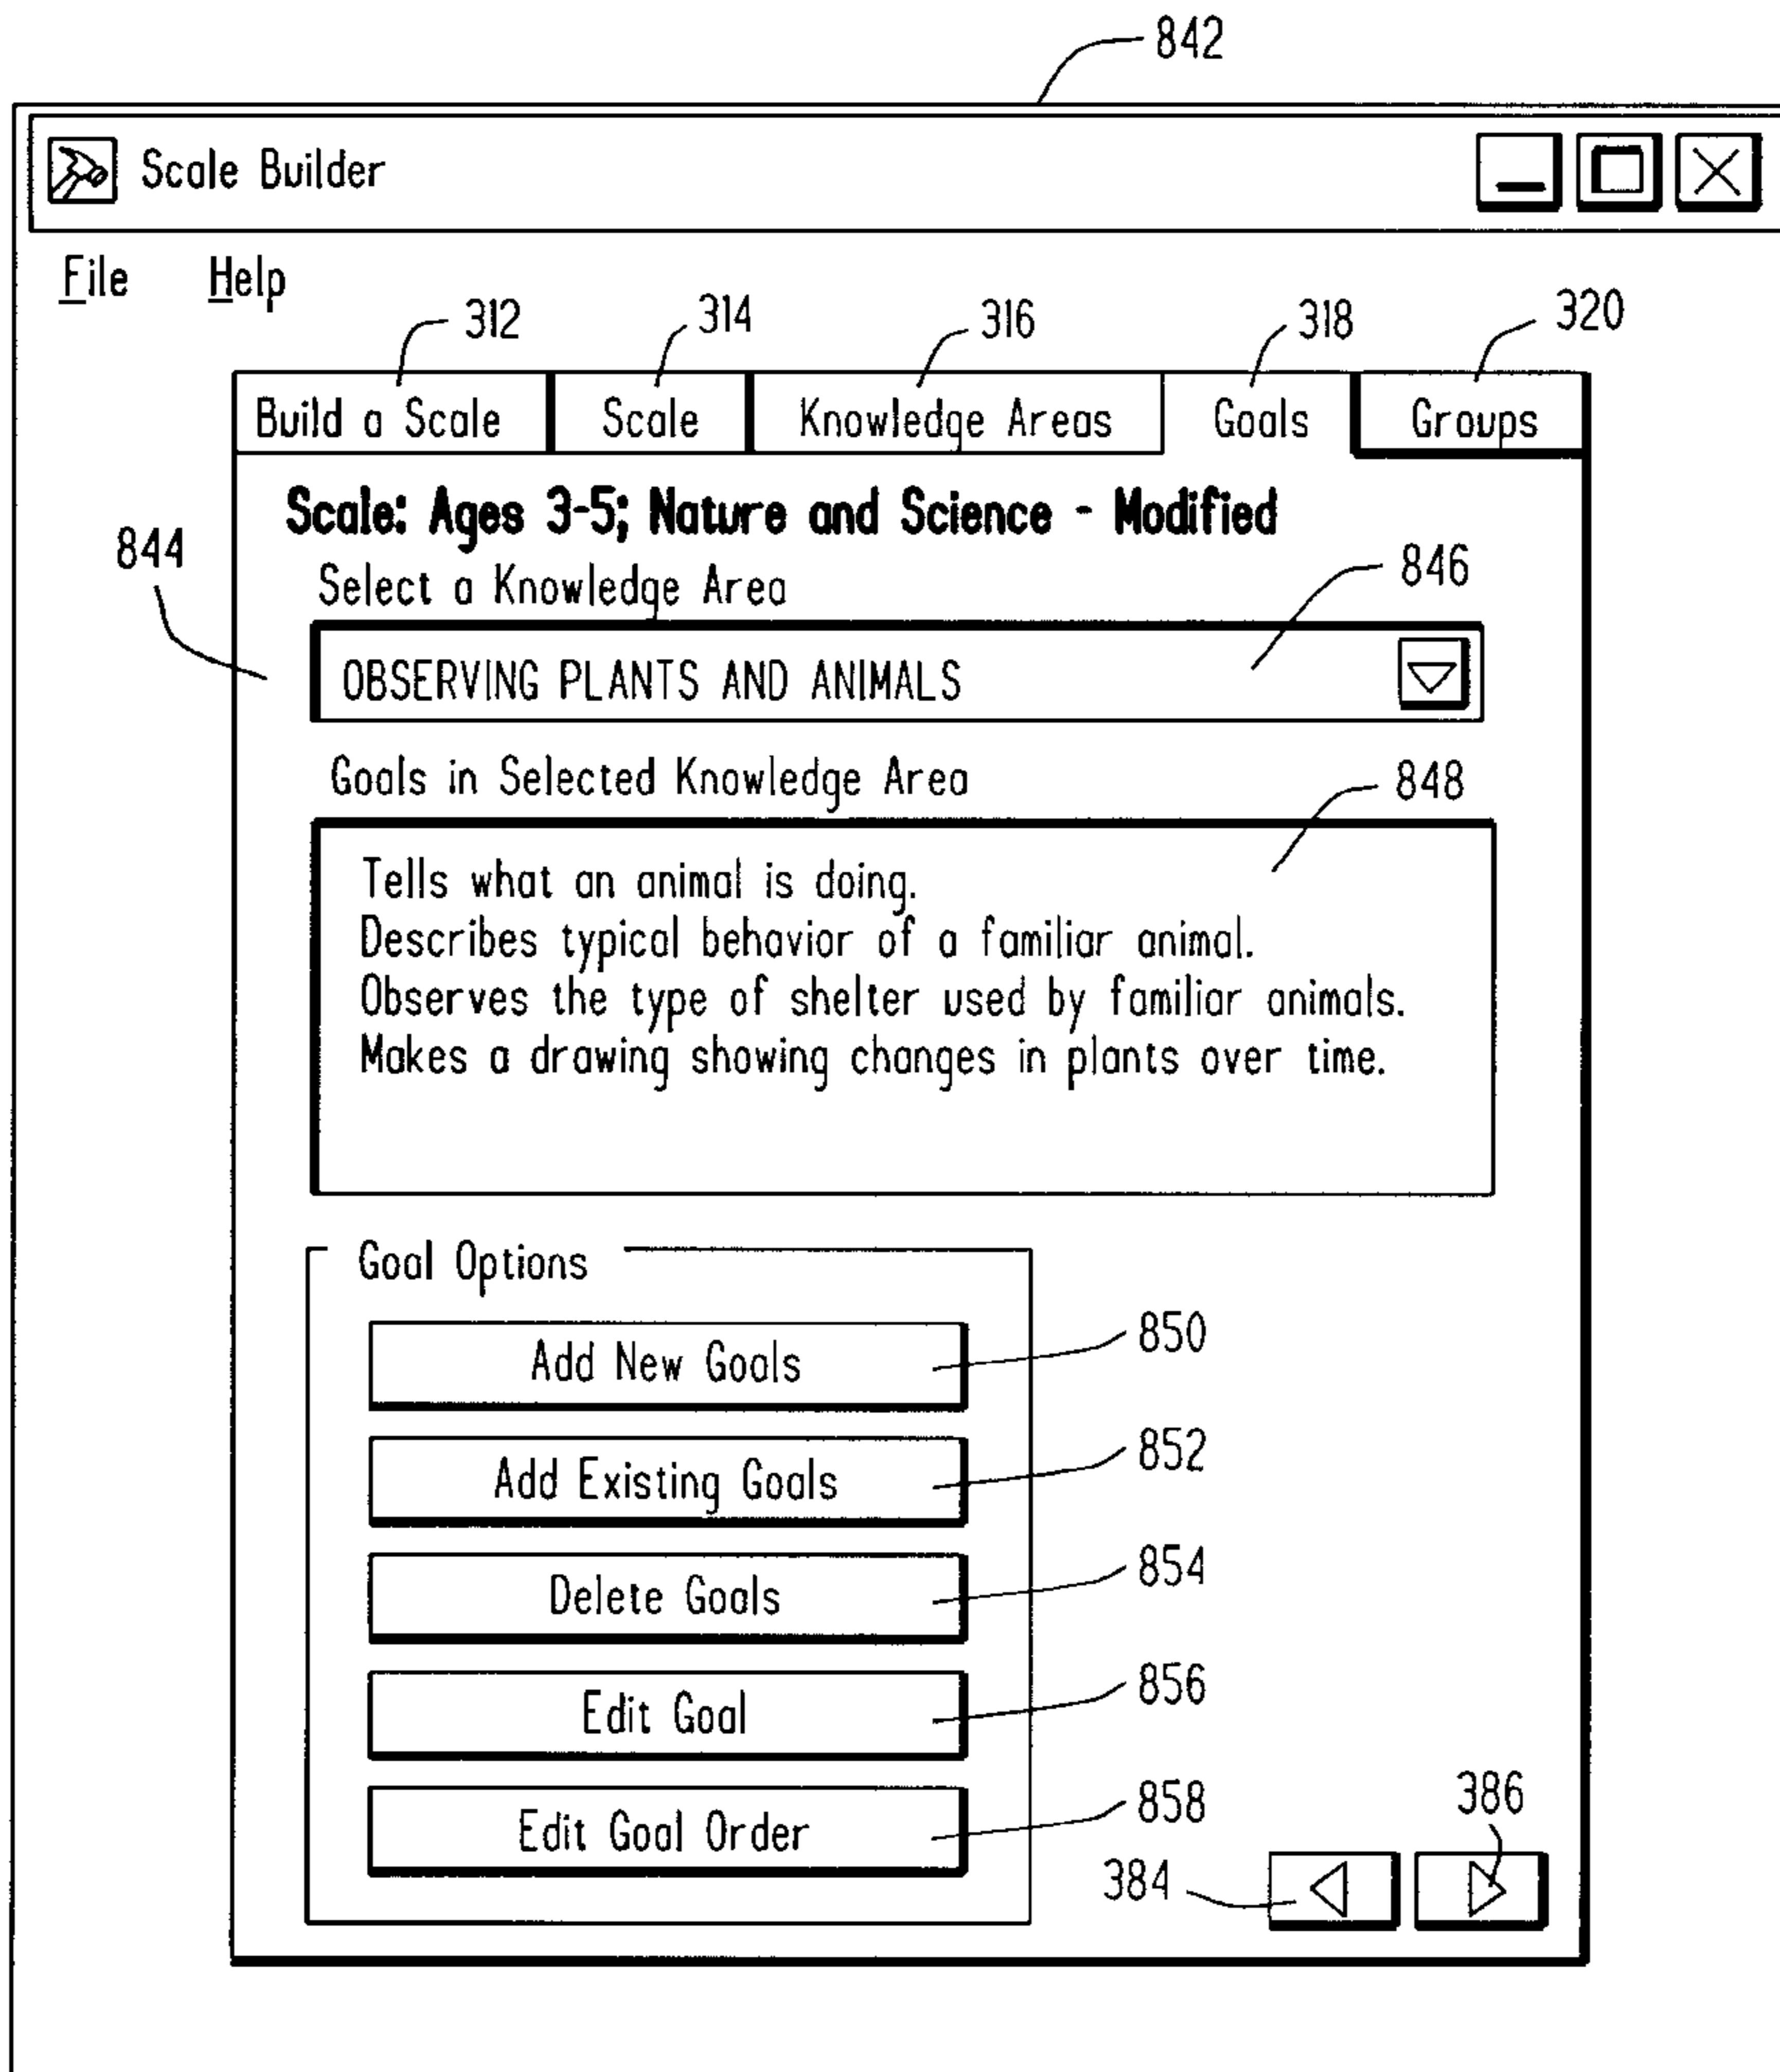 842
Scale Builder
File Help
312 314 316 318 320
Build a Scale Scale Knowledge Areas Goals Groups
Scale: Ages 3-5; Nature and Science - Modified
844
Select a Knowledge Area
846
OBSERVING PLANTS AND ANIMALS
Goals in Selected Knowledge Area
848
Tells what an animal is doing.
Describes typical behavior of a familiar animal.
Observes the type of shelter used by familiar animals.
Makes a drawing showing changes in plants over time.
Goal Options
Add New Goals 850
Add Existing Goals 852
Delete Goals 854
Edit Goal 856
Edit Goal Order 858
386
384